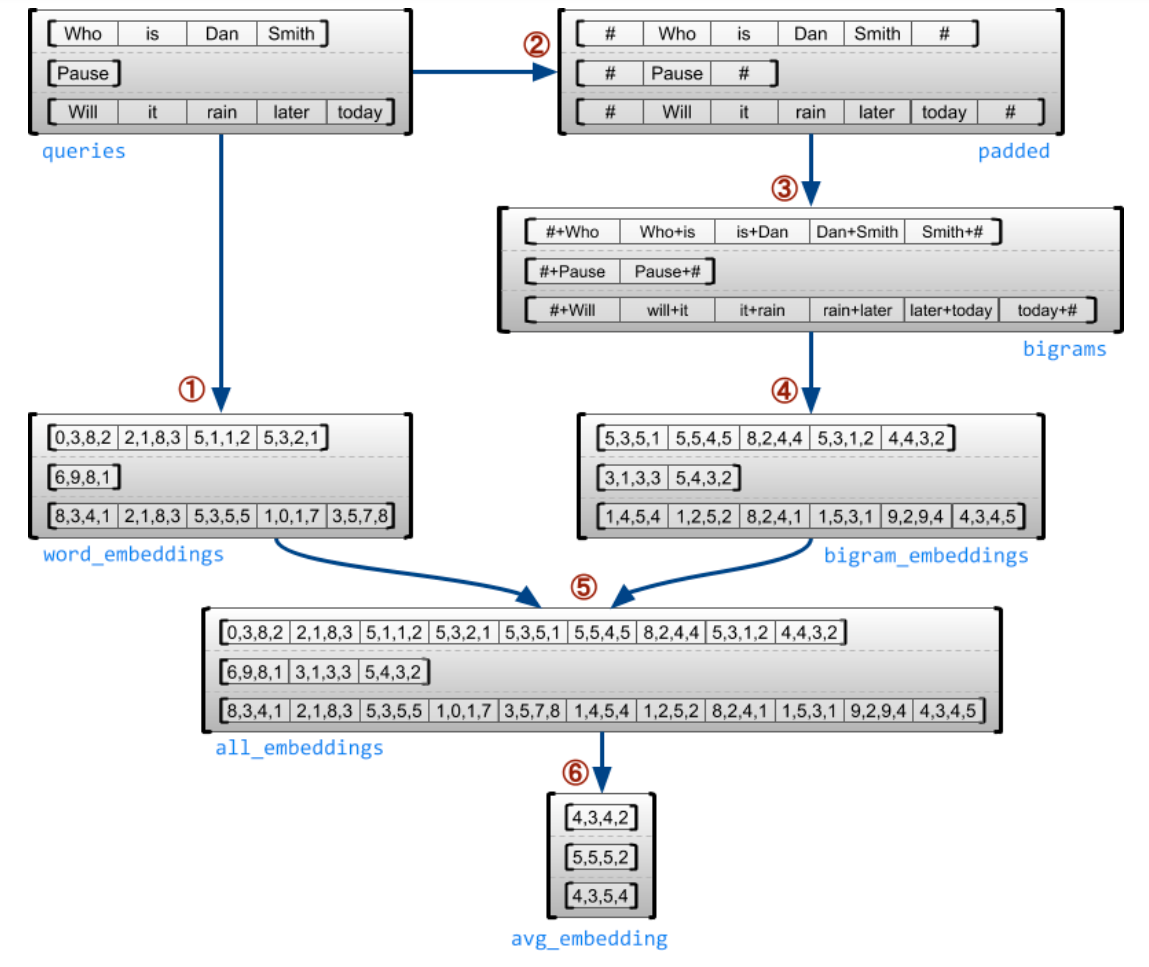 Who is Dan Smith
Pause
Will it rain later today
queries
②
# Who is Dan Smith #
# Pause #
# Will it rain later today #
padded
③
#+Who Who+is is+Dan Dan+Smith Smith+#
#+Pause Pause+#
#+Will will+it it+rain rain+later later+today today+#
bigrams
①
0,3,8,2 2,1,8,3 5,1,1,2 5,3,2,1
6,9,8,1
8,3,4,1 2,1,8,3 5,3,5,5 1,0,1,7 3,5,7,8
word_embeddings
④
5,3,5,1 5,5,4,5 8,2,4,4 5,3,1,2 4,4,3,2
3,1,3,3 5,4,3,2
1,4,5,4 1,2,5,2 8,2,4,1 1,5,3,1 9,2,9,4 4,3,4,5
bigram_embeddings
⑤
0,3,8,2 2,1,8,3 5,1,1,2 5,3,2,1 5,3,5,1 5,5,4,5 8,2,4,4 5,3,1,2 4,4,3,2
6,9,8,1 3,1,3,3 5,4,3,2
8,3,4,1 2,1,8,3 5,3,5,5 1,0,1,7 3,5,7,8 1,4,5,4 1,2,5,2 8,2,4,1 1,5,3,1 9,2,9,4 4,3,4,5
all_embeddings
⑥
4,3,4,2
5,5,5,2
4,3,5,4
avg_embedding